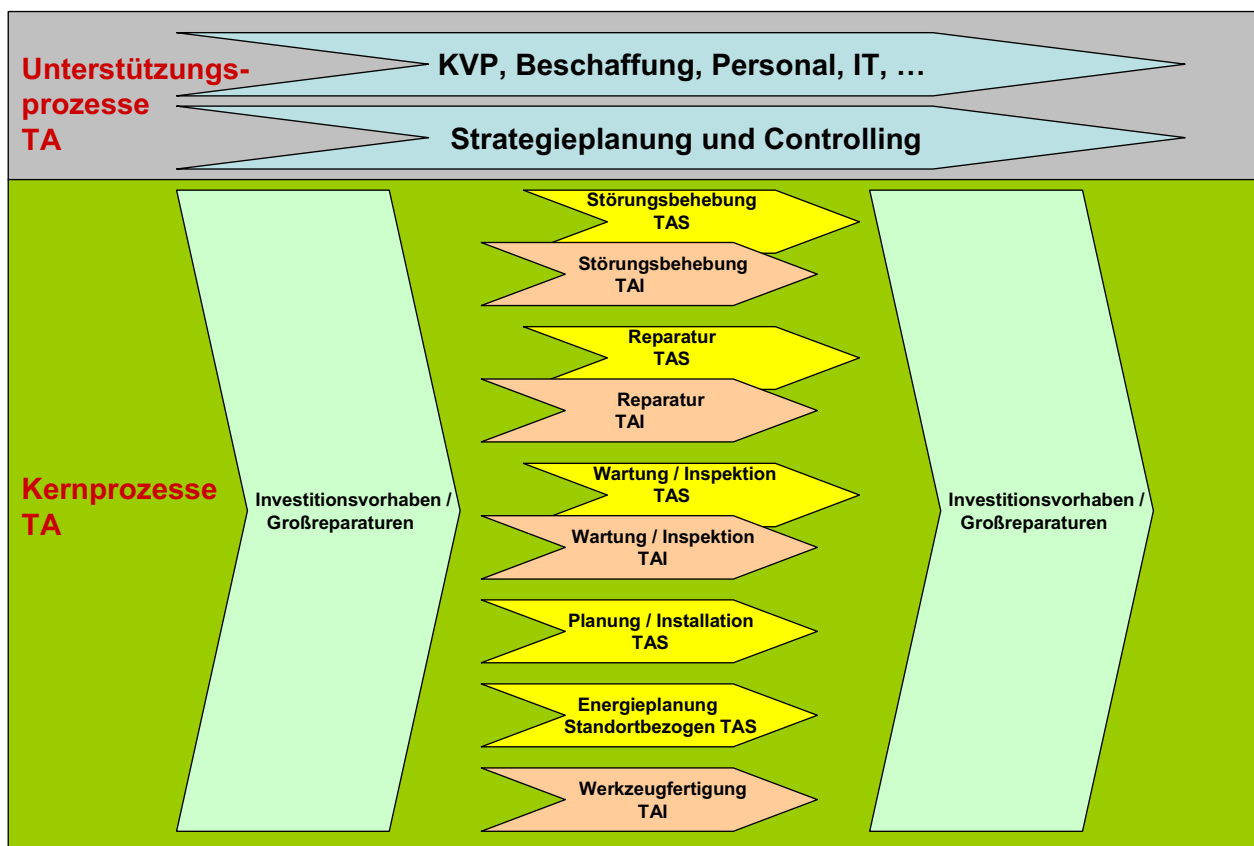 Unterstützungs-
prozesse
TA
KVP, Beschaffung, Personal, IT, ...
Strategieplanung und Controlling
Kernprozesse
TA
Investitionsvorhaben /
Großreparaturen
Störungsbehebung
TAS
Störungsbehebung
TAI
Reparatur
TAS
Reparatur
TAI
Wartung / Inspektion
TAS
Wartung / Inspektion
TAI
Planung / Installation
TAS
Energieplanung
Standortbezogen TAS
Werkzeugfertigung
TAI
Investitionsvorhaben /
Großreparaturen